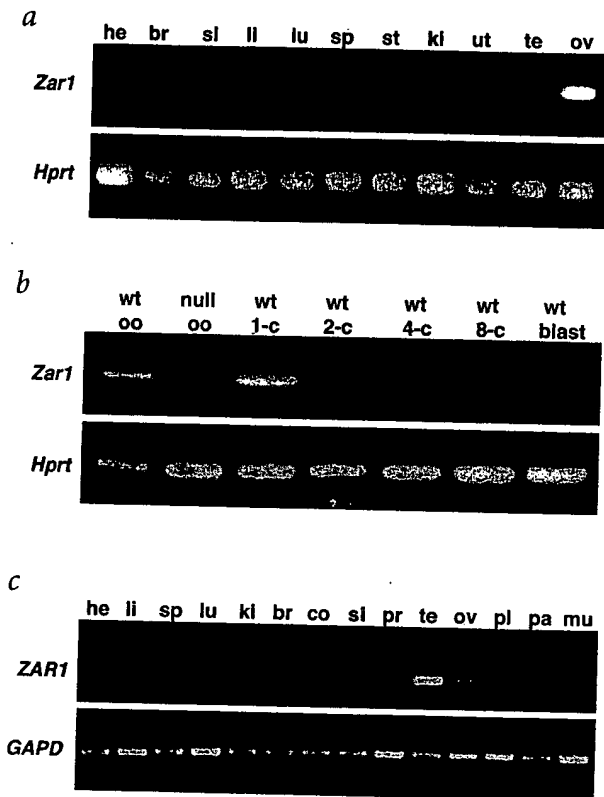 a
he br si li lu sp st ki ut te ov
Zar1
Hprt
b
wt null wt wt wt wt wt
oo oo 1-c 2-c 4-c 8-c blast
Zar1
Hprt
c
he li sp lu ki br co si pr te ov pl pa mu
ZAR1
GAPD